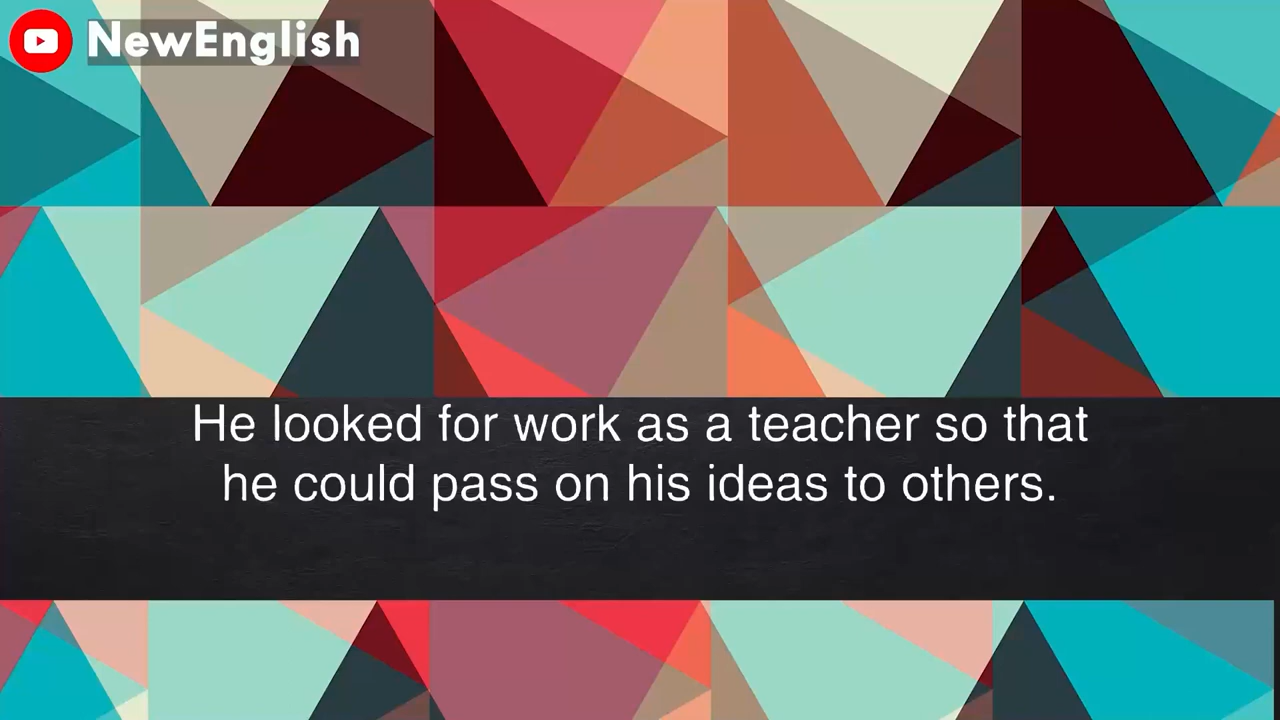 NewEnglish
He looked for work as a teacher so that
he could pass on his ideas to others.